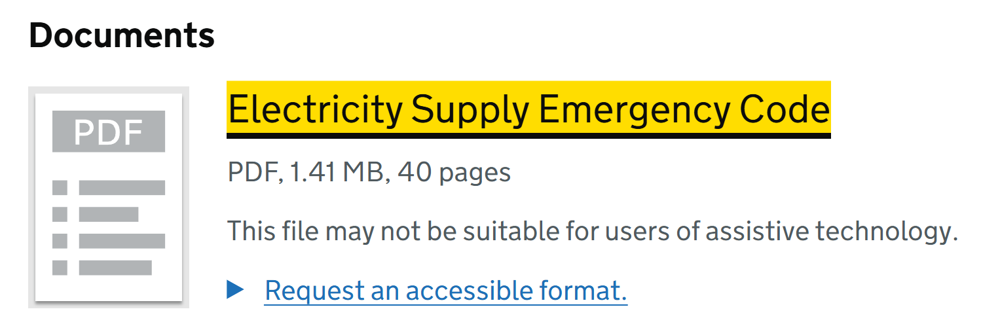 Documents
PDF
Electricity Supply Emergency Code
PDF, 1.41 MB, 40 pages
This file may not be suitable for users of assistive technology.
Request an accessible format.